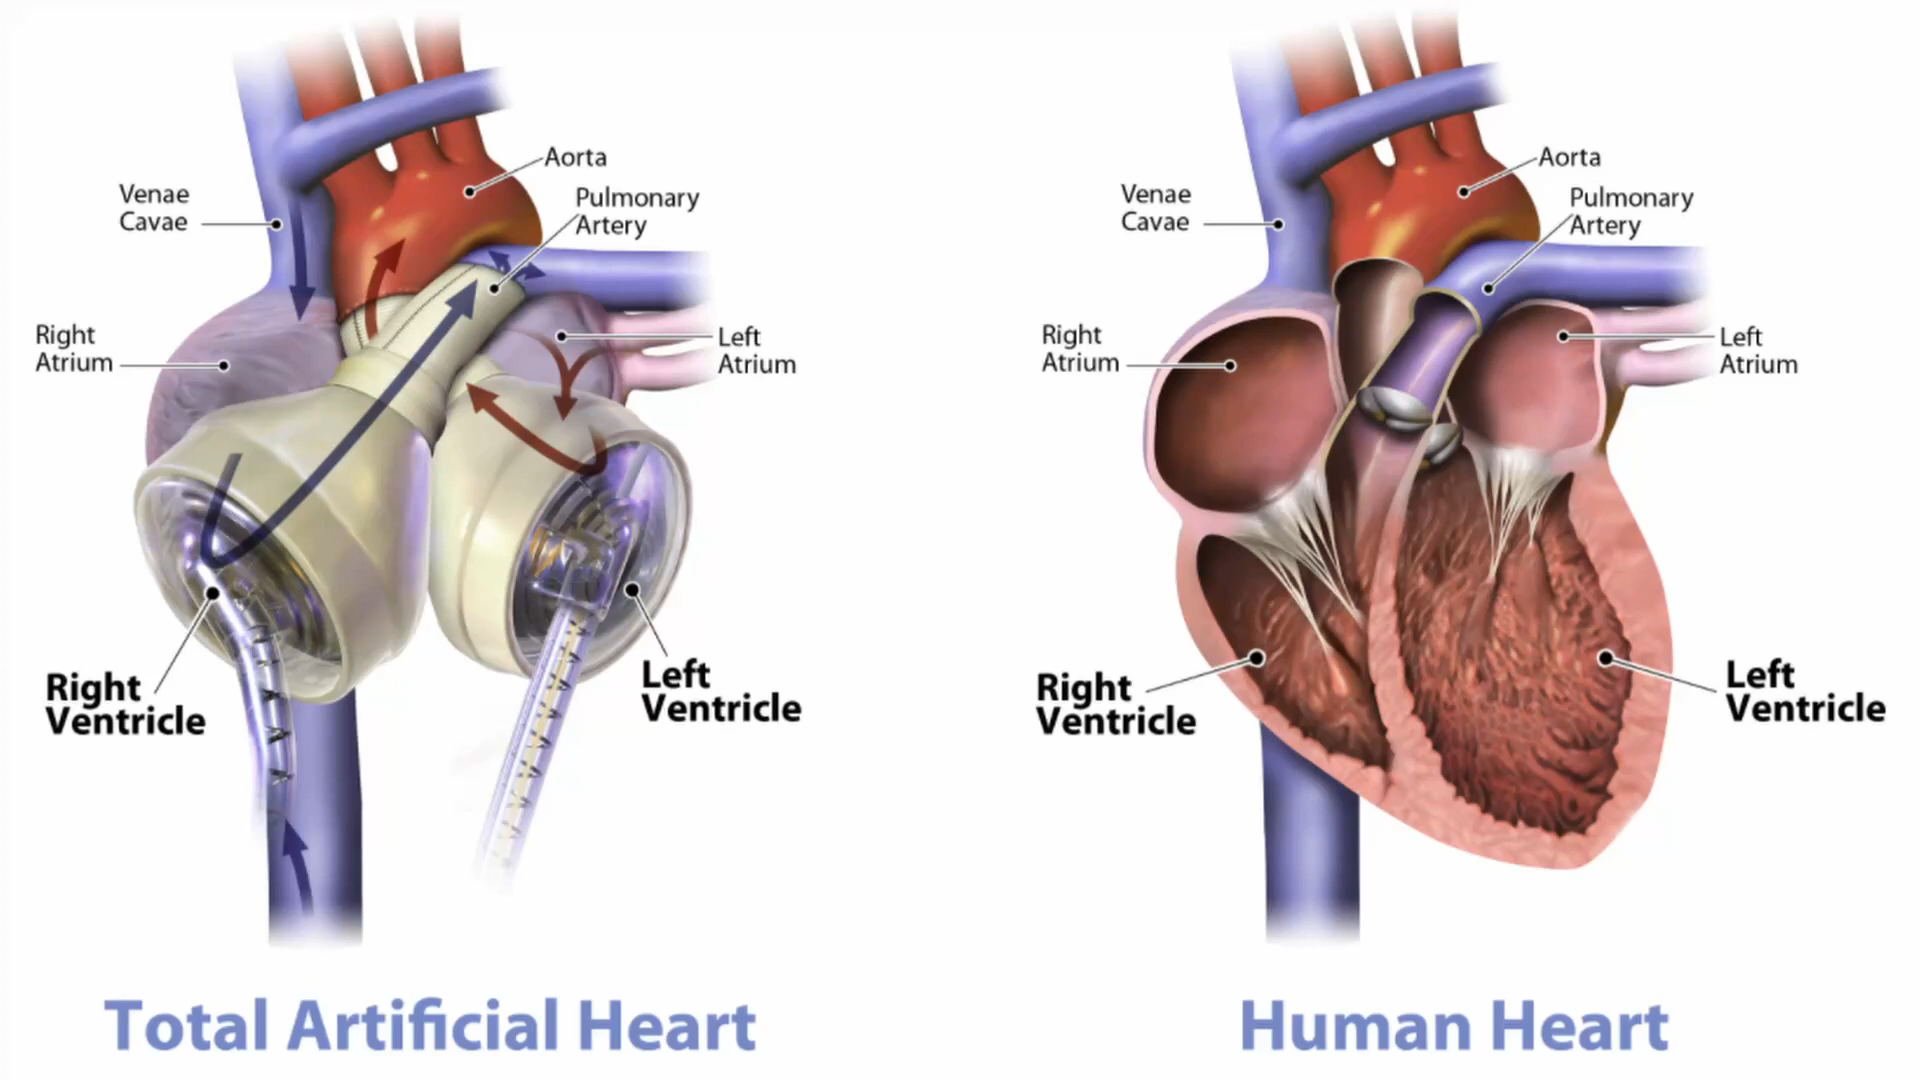 Aorta
Pulmonary
Artery
Venae
Cavae
Right
Atrium
Left
Atrium
Right
Ventricle
Left
Ventricle
Total Artificial Heart
Aorta
Pulmonary
Artery
Venae
Cavae
Right
Atrium
Left
Atrium
Right
Ventricle
Left
Ventricle
Human Heart